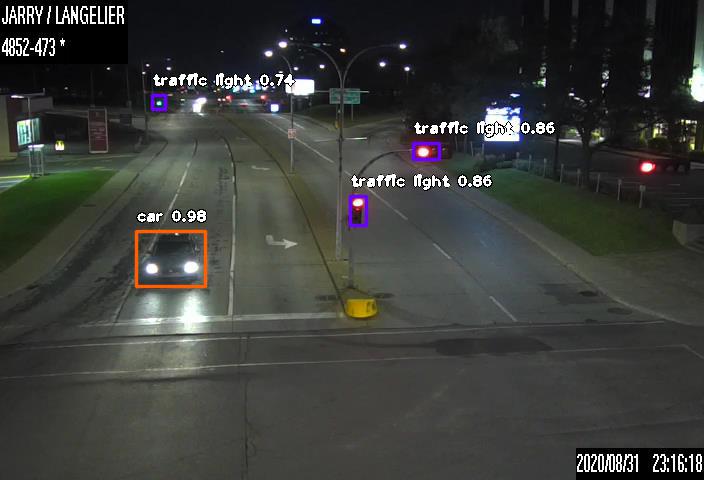 JARRY / LANGELIER
4852-473 *
traffic light 0.74
traffic light 0.86
traffic light 0.86
car 0.98
2020/08/31 23:16:18